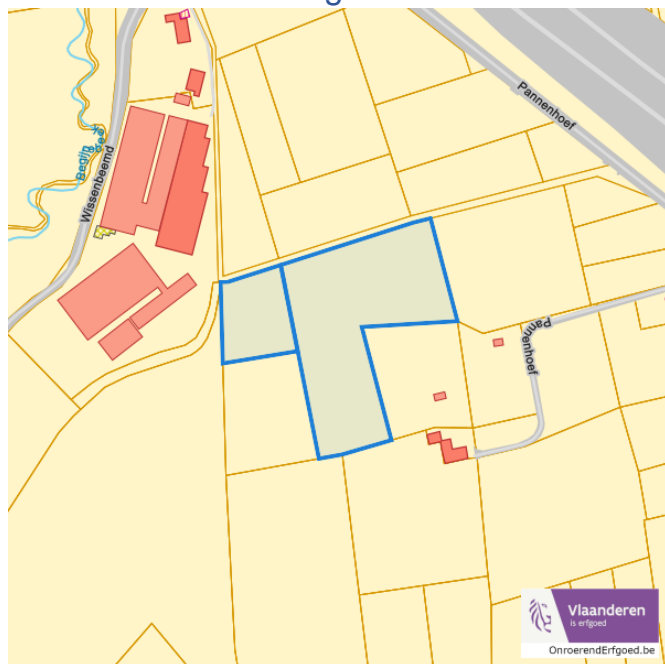 Pannenhoef
Wissenbeemd
Pannenhoef
Vlaanderen
is erfgoed
OnroerendErfgoed.be